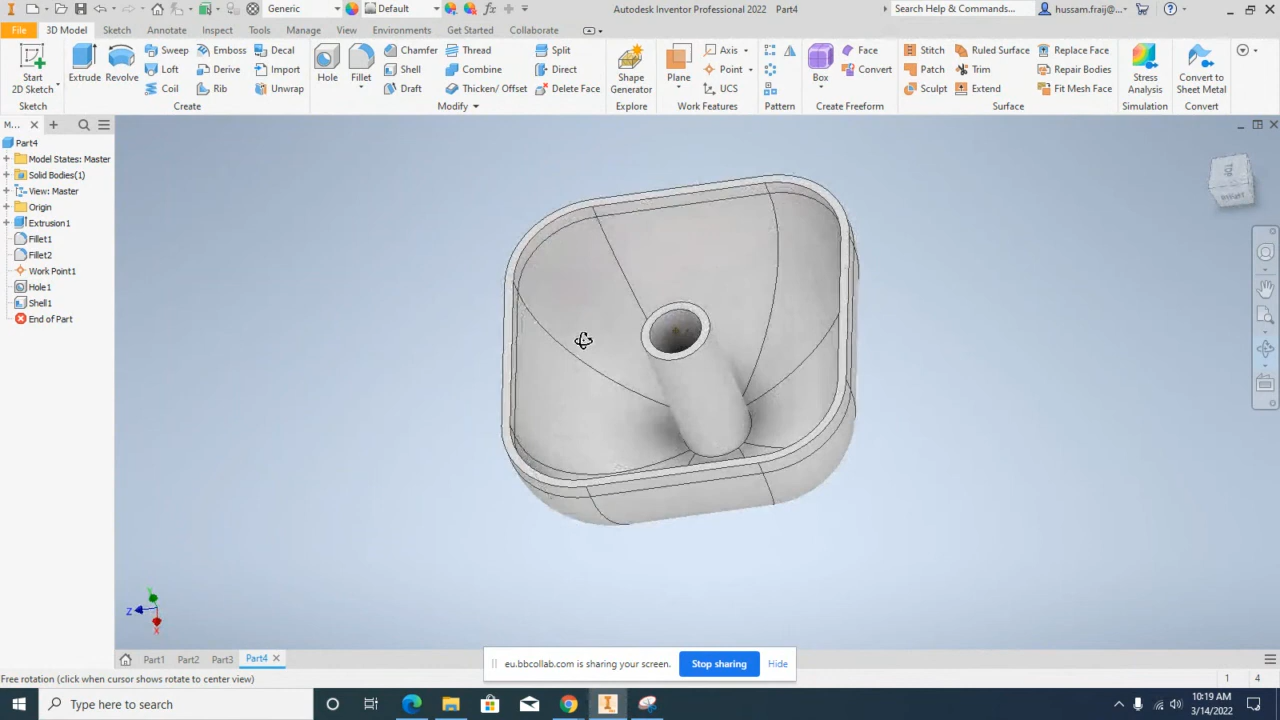 Generic Default Autodesk Inventor Professional 2022 Part4 Search Help & Commands... hussam.fraij@...
File 3D Model Sketch Annotate Inspect Tools Manage View Environments Get Started Collaborate
Start 2D Sketch
Sketch
Extrude Revolve Sweep Emboss Decal
Loft Derive Import
Coil Rib Unwrap
Create
Hole Fillet Chamfer Thread Split
Shell Combine Direct
Draft Thicken/ Offset Delete Face
Modify
Shape Generator
Explore
Plane Axis
Point
UCS
Work Features
Pattern
Box Face
Convert
Create Freeform
Stitch Ruled Surface Replace Face
Patch Trim Repair Bodies
Sculpt Extend Fit Mesh Face
Surface
Stress Analysis
Simulation
Convert to Sheet Metal
Convert
M...
Part4
Model States: Master
Solid Bodies(1)
View: Master
Origin
Extrusion1
Fillet1
Fillet2
Work Point1
Hole1
Shell1
End of Part
TOP
Y
Z
X
Part1 Part2 Part3 Part4
eu.bbcollab.com is sharing your screen. Stop sharing Hide
Free rotation (click when cursor shows rotate to center view) 1 4
Type here to search
10:19 AM
3/14/2022